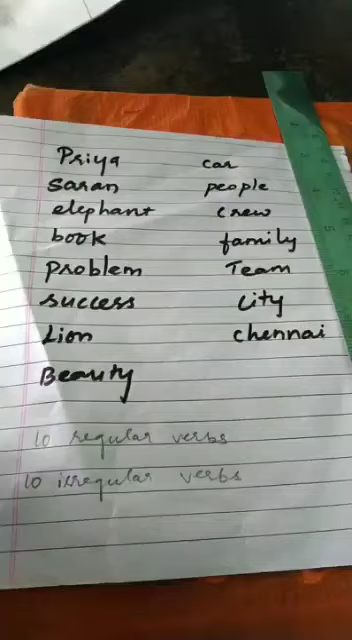 Priya car
Saran people
elephant crew
book family
problem Team
success City
Lion chennai
Beauty
10 regular verbs
10 irregular verbs